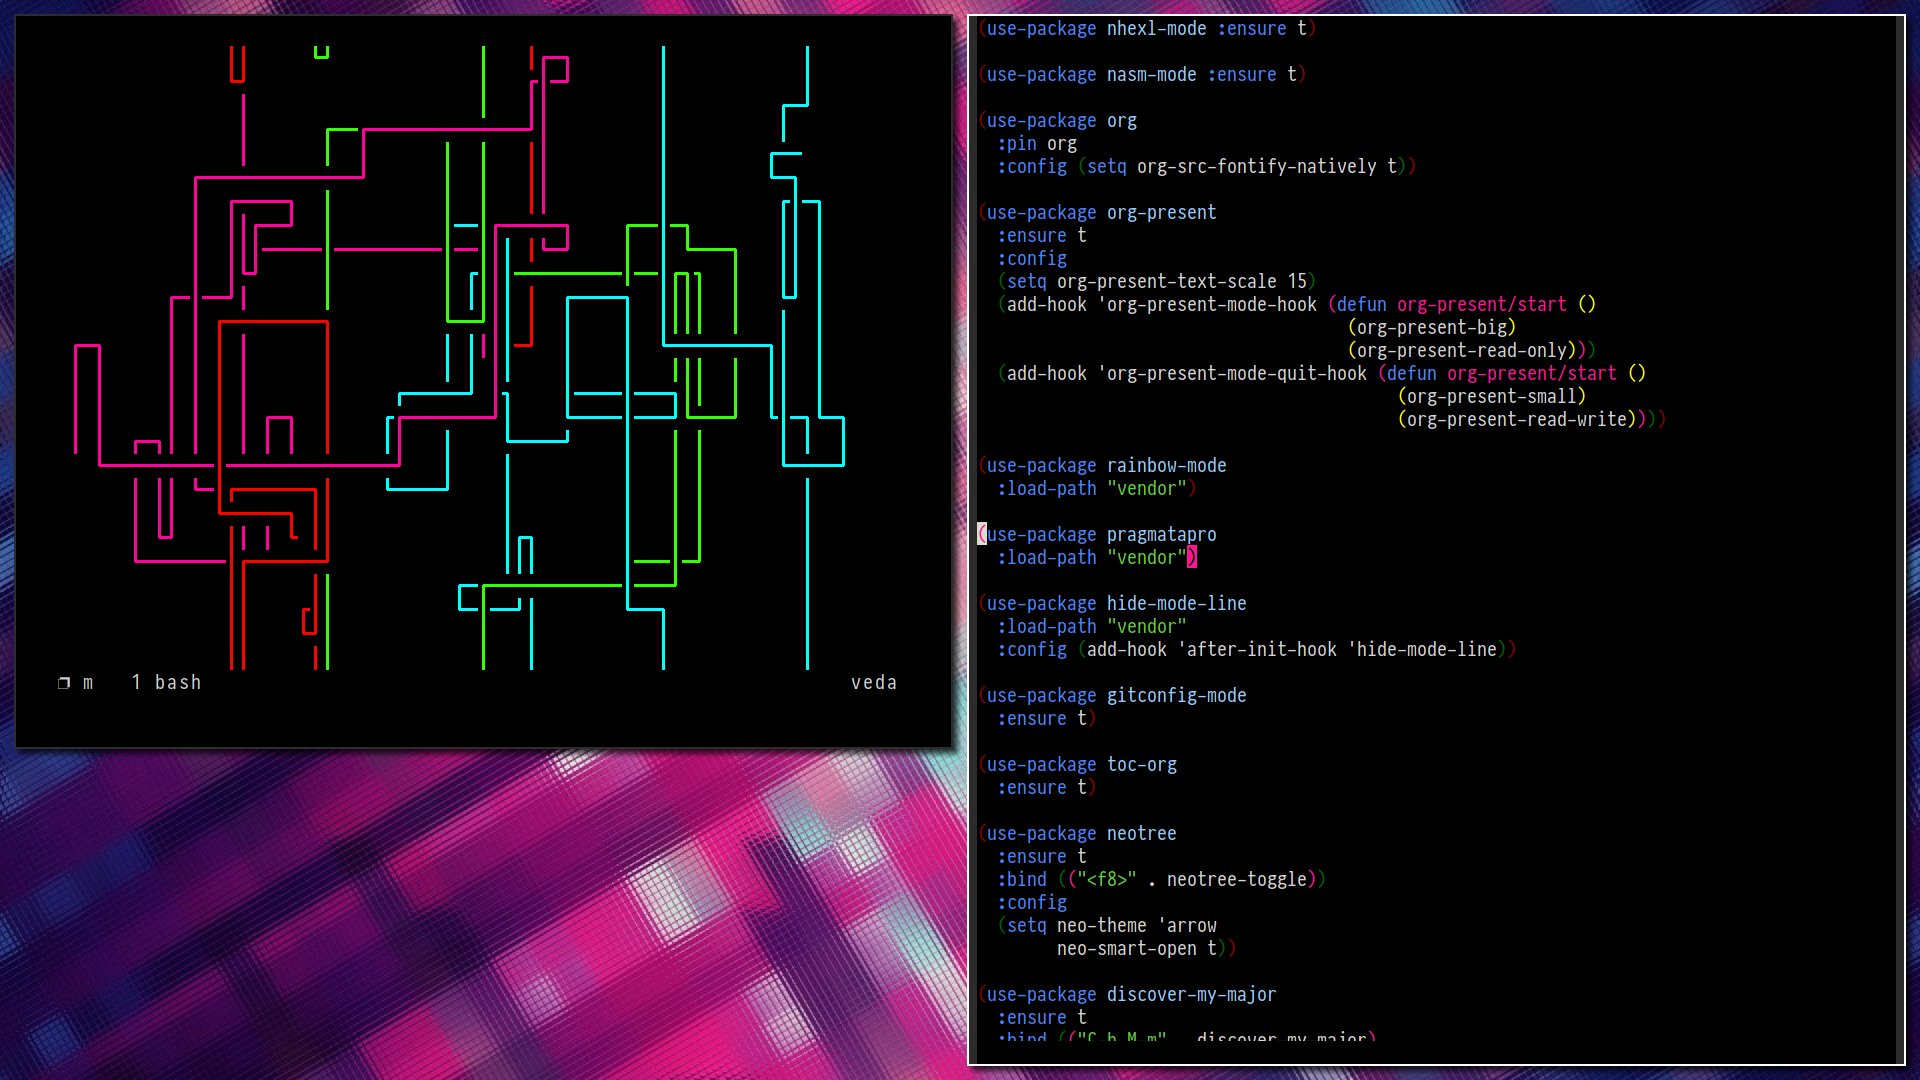 ❐ m   1 bash
veda
(use-package nhexl-mode :ensure t)

(use-package nasm-mode :ensure t)

(use-package org
  :pin org
  :config (setq org-src-fontify-natively t))

(use-package org-present
  :ensure t
  :config
  (setq org-present-text-scale 15)
  (add-hook 'org-present-mode-hook (defun org-present/start ()
                                     (org-present-big)
                                     (org-present-read-only)))
  (add-hook 'org-present-mode-quit-hook (defun org-present/start ()
                                          (org-present-small)
                                          (org-present-read-write))))

(use-package rainbow-mode
  :load-path "vendor")

(use-package pragmatapro
  :load-path "vendor")

(use-package hide-mode-line
  :load-path "vendor"
  :config (add-hook 'after-init-hook 'hide-mode-line))

(use-package gitconfig-mode
  :ensure t)

(use-package toc-org
  :ensure t)

(use-package neotree
  :ensure t
  :bind (("<f8>" . neotree-toggle))
  :config
  (setq neo-theme 'arrow
        neo-smart-open t))

(use-package discover-my-major
  :ensure t
  :bind (("C-h M-m" . discover-my-major)